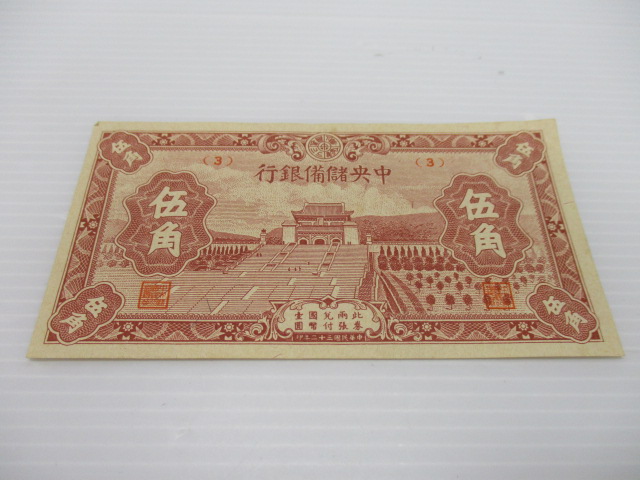 伍角
伍角
(3)
(3)
行銀備儲央中
伍角
伍角
此券
兩張
兌付
國幣
壹圓
印年二十三國民華中
伍角
伍角